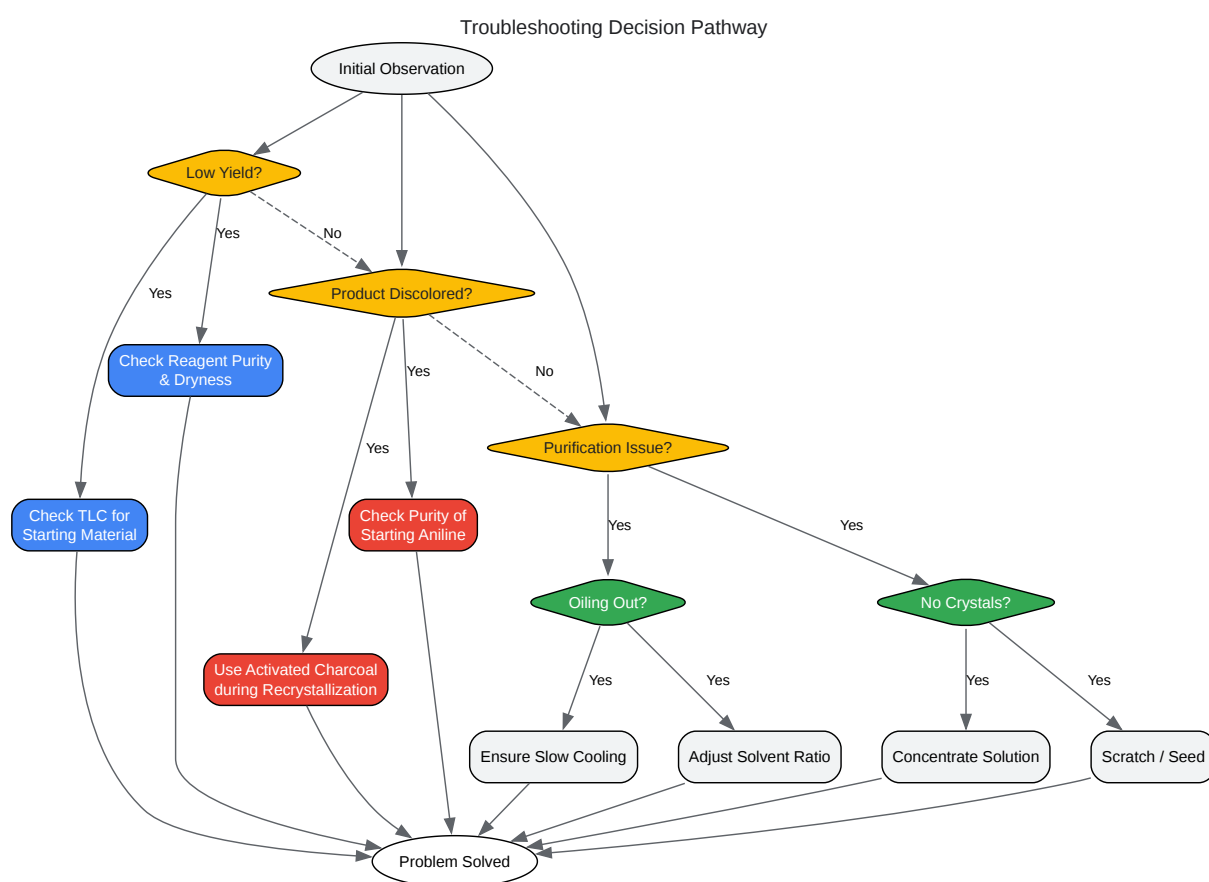 Troubleshooting Decision Pathway
Initial Observation
Low Yield?
Yes
No
Yes
Product Discolored?
Check Reagent Purity
& Dryness
Yes
No
Yes
Purification Issue?
Check TLC for
Starting Material
Check Purity of
Starting Aniline
Yes
Yes
Oiling Out?
No Crystals?
Use Activated Charcoal
during Recrystallization
Yes
Yes
Yes
Yes
Ensure Slow Cooling
Adjust Solvent Ratio
Concentrate Solution
Scratch / Seed
Problem Solved